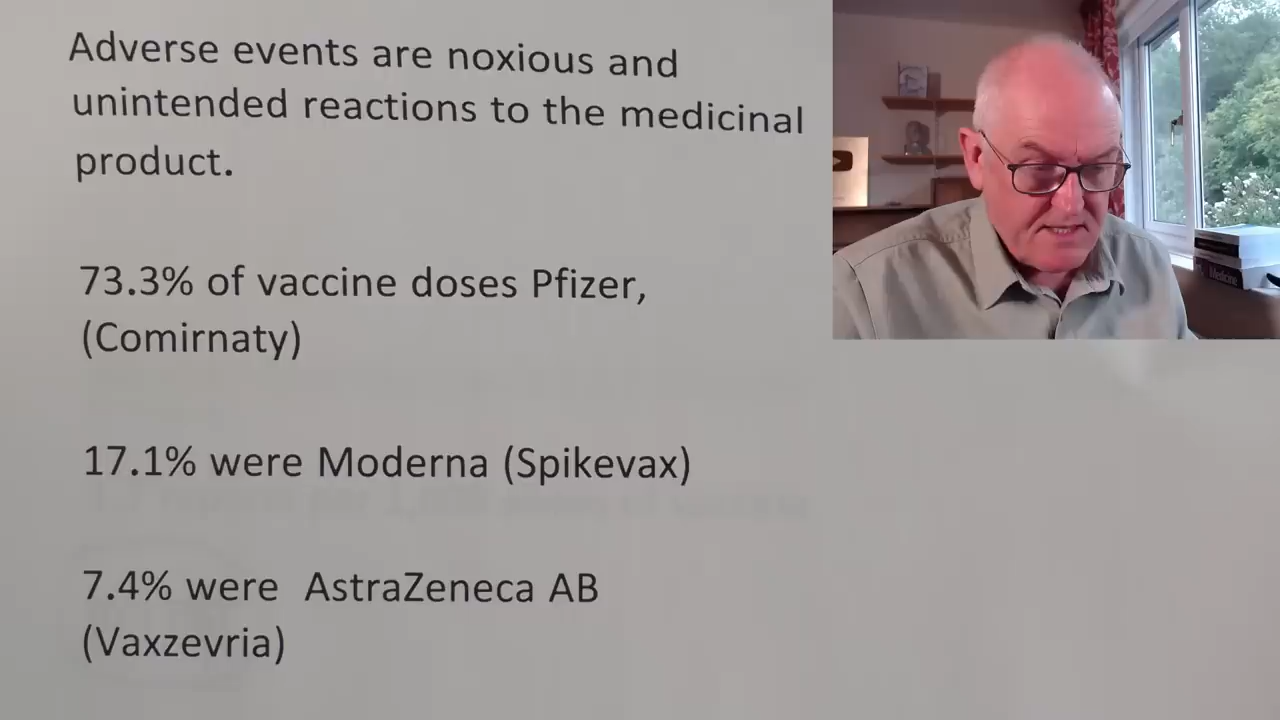 Adverse events are noxious and
unintended reactions to the medicinal
product.
73.3% of vaccine doses Pfizer,
(Comirnaty)
17.1% were Moderna (Spikevax)
7.4% were AstraZeneca AB
(Vaxzevria)
Medicine